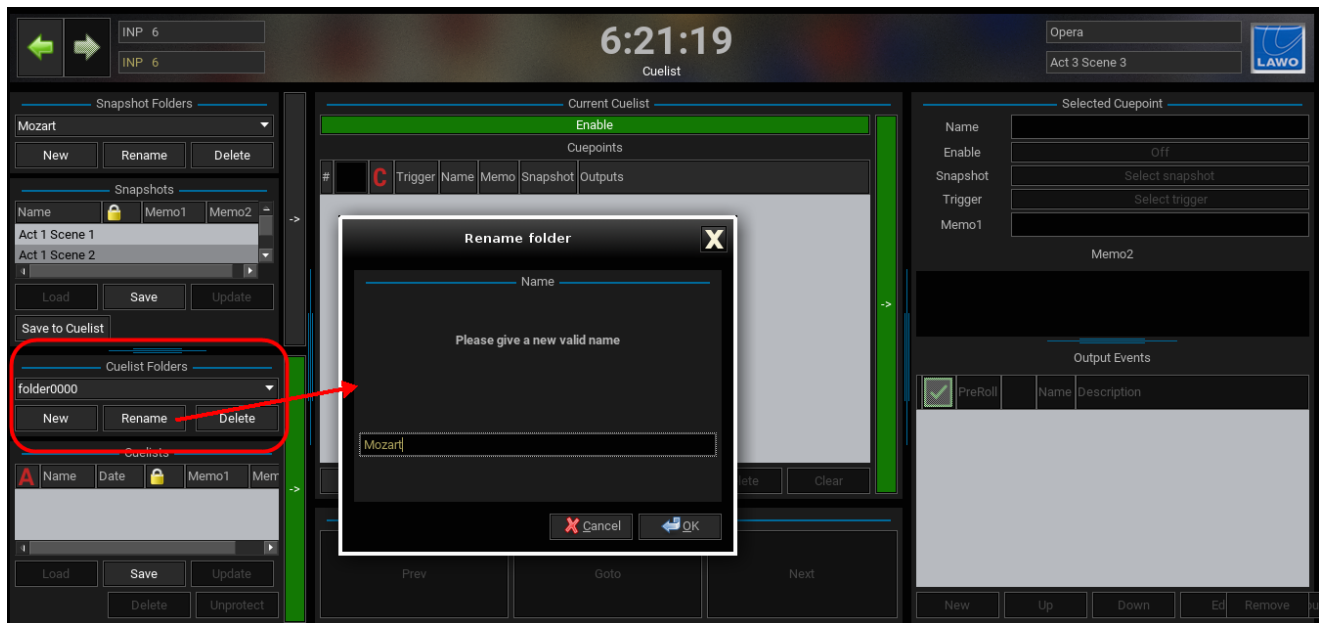 INP 6
INP 6
6:21:19
Cuelist
Opera
Act 3 Scene 3
LAWO
Snapshot Folders
Mozart
New Rename Delete
Snapshots
Name Memo1 Memo2
Act 1 Scene 1
Act 1 Scene 2
Load Save Update
Save to Cuelist
->
Cuelist Folders
folder0000
New Rename Delete
Cuelists
A Name Date Memo1 Mem
Load Save Update
Delete Unprotect
->
Current Cuelist
Enable
Cuepoints
# C Trigger Name Memo Snapshot Outputs
->
Rename folder
X
Name
Please give a new valid name
Mozart
Cancel OK
lete Clear
Prev Goto Next
Selected Cuepoint
Name
Enable Off
Snapshot Select snapshot
Trigger Select trigger
Memo1
Memo2
Output Events
PreRoll Name Description
New Up Down Ed Remove